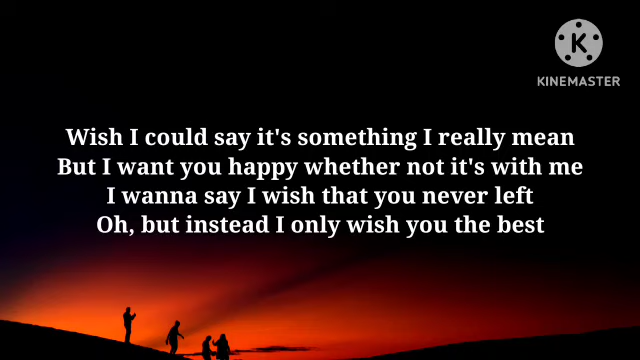 KINEMASTER
Wish I could say it's something I really mean
But I want you happy whether not it's with me
I wanna say I wish that you never left
Oh, but instead I only wish you the best